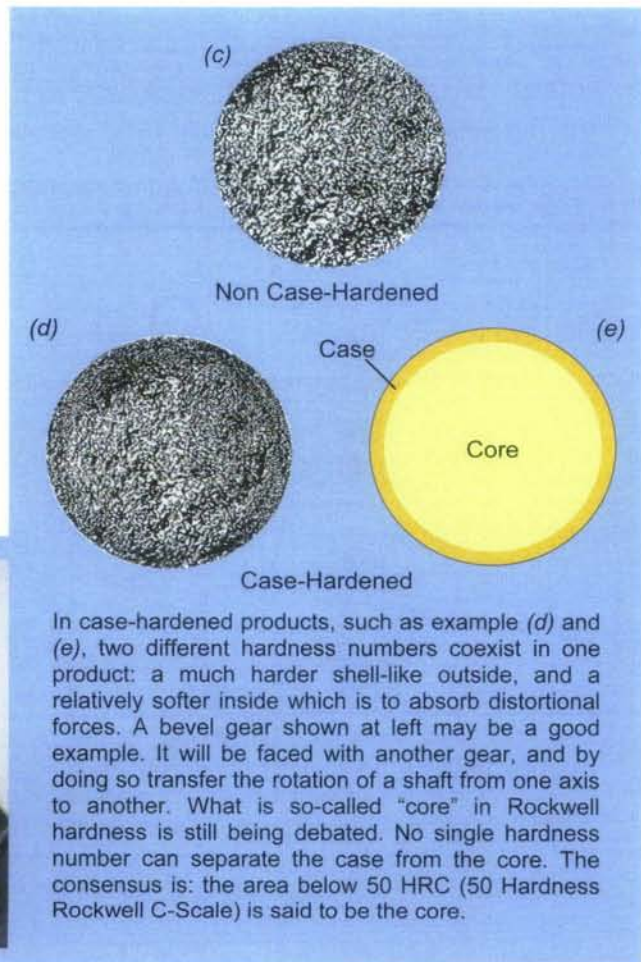 (c)
Non Case-Hardened
(d)
(e)
Case
Core
Case-Hardened
In case-hardened products, such as example (d) and
(e), two different hardness numbers coexist in one
product: a much harder shell-like outside, and a
relatively softer inside which is to absorb distortional
forces. A bevel gear shown at left may be a good
example. It will be faced with another gear, and by
doing so transfer the rotation of a shaft from one axis
to another. What is so-called “core” in Rockwell
hardness is still being debated. No single hardness
number can separate the case from the core. The
consensus is: the area below 50 HRC (50 Hardness
Rockwell C-Scale) is said to be the core.